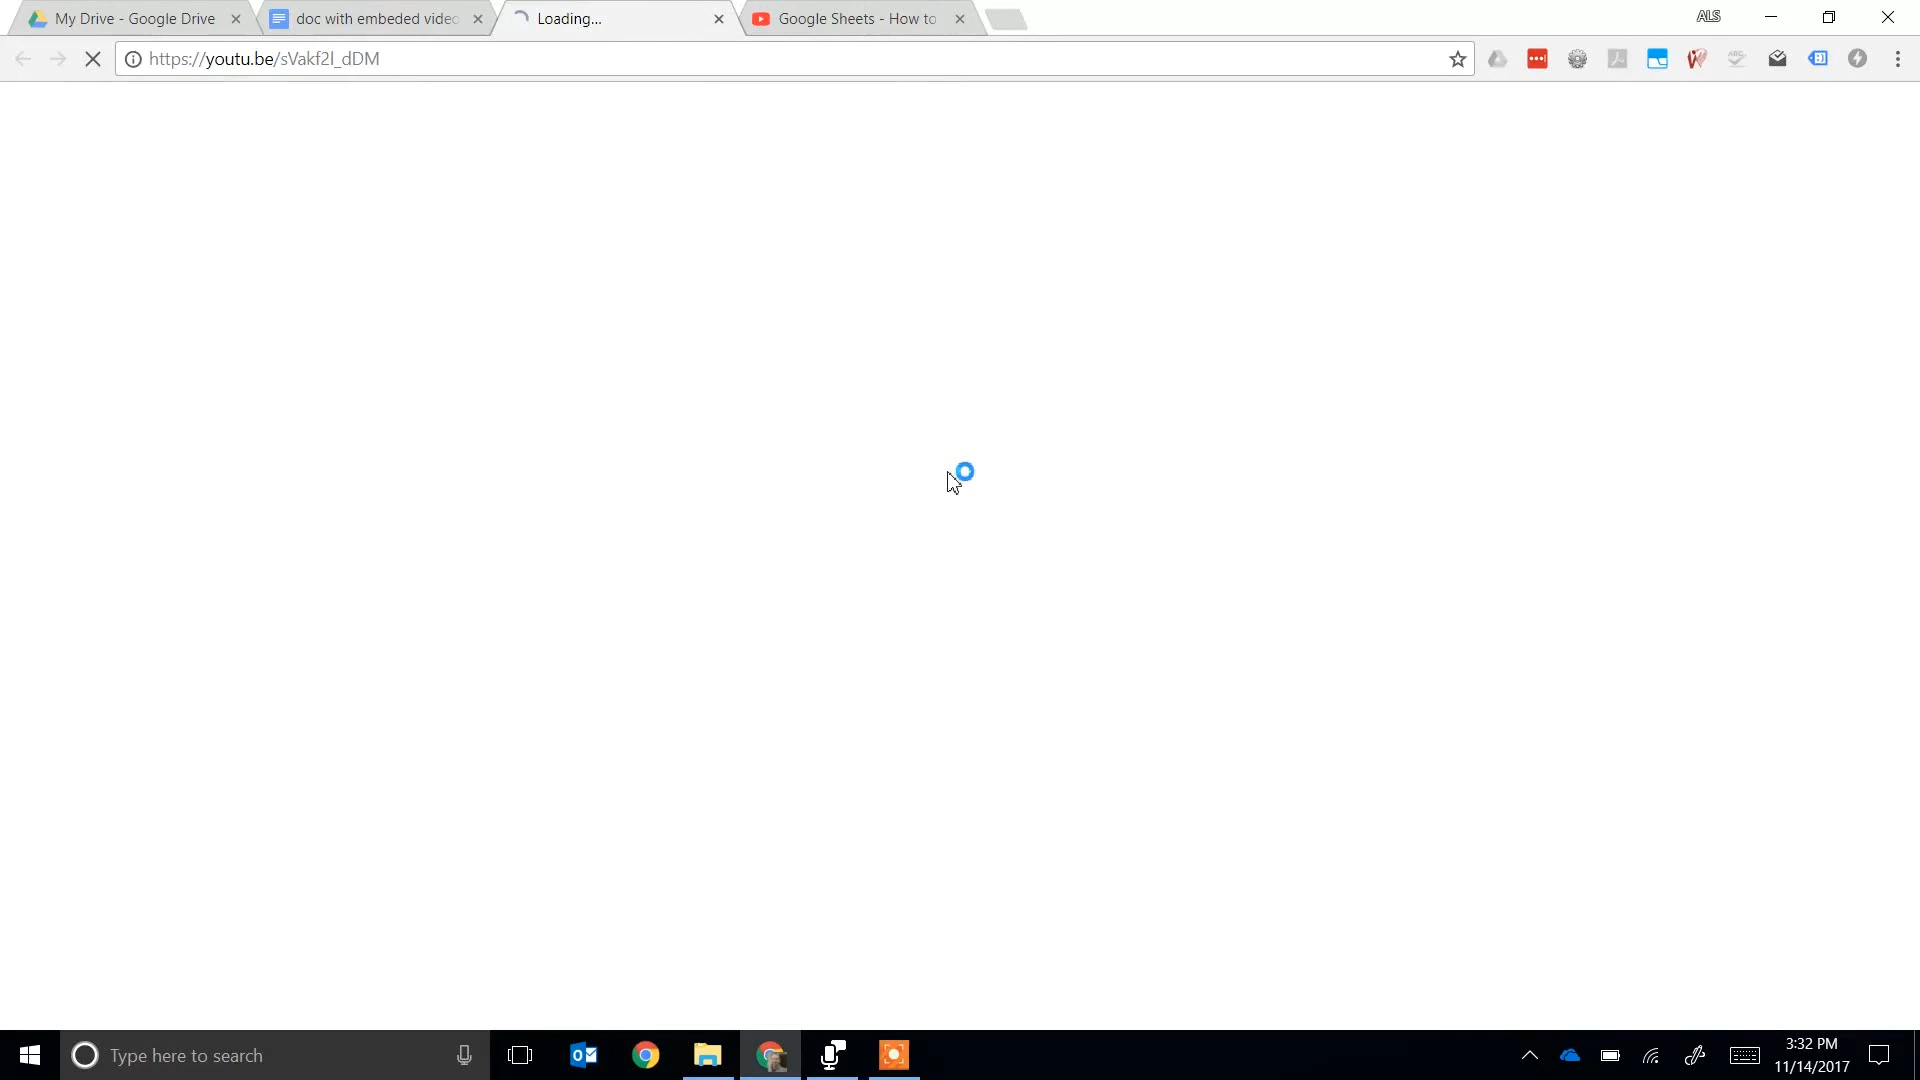 My Drive - Google Drive
doc with embeded video
Loading...
Google Sheets - How to
ALS
https://youtu.be/sVakf2l_dDM
Type here to search
3:32 PM
11/14/2017